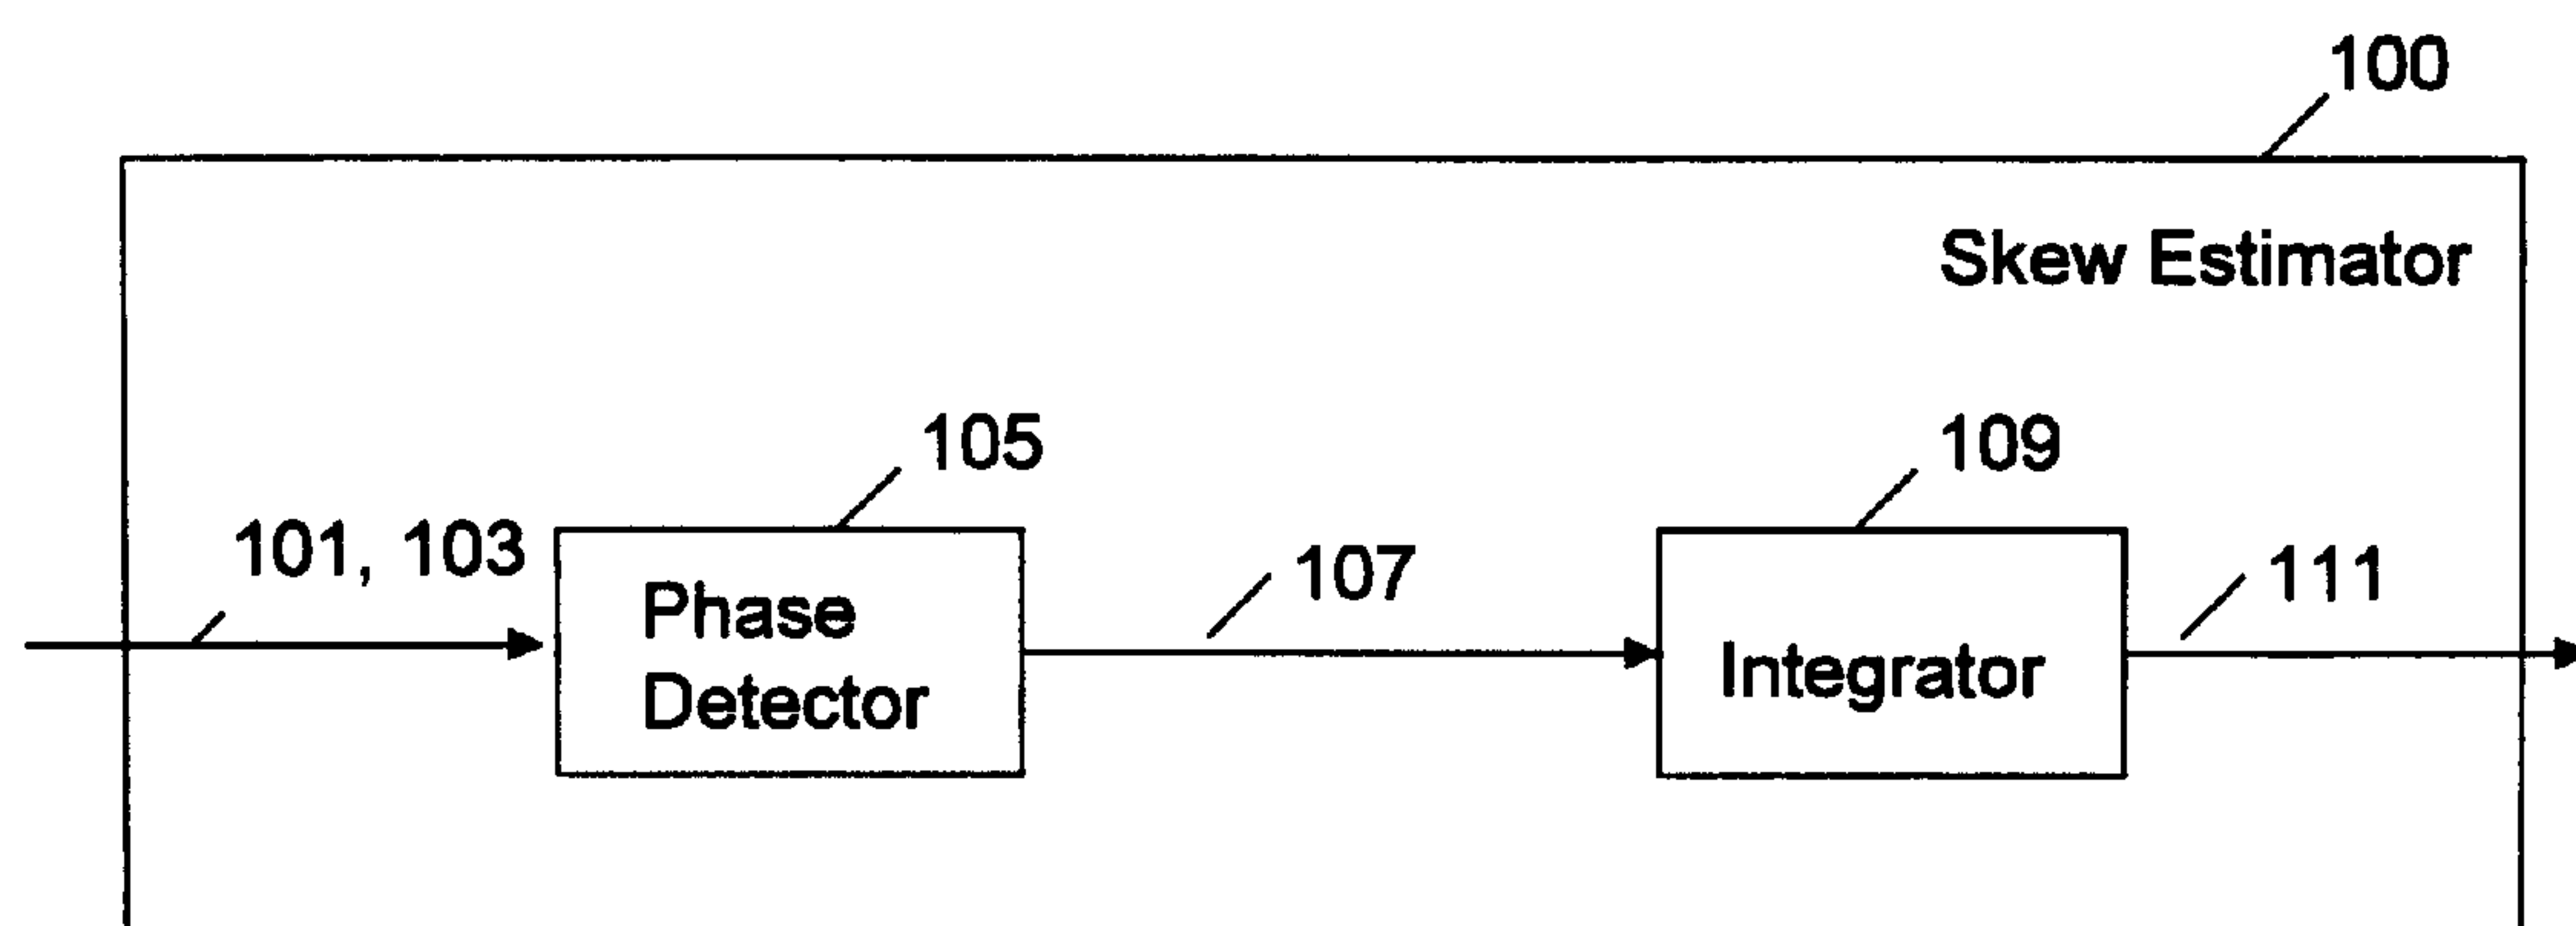 100
Skew Estimator
105
109
101, 103
107
111
Phase
Detector
Integrator